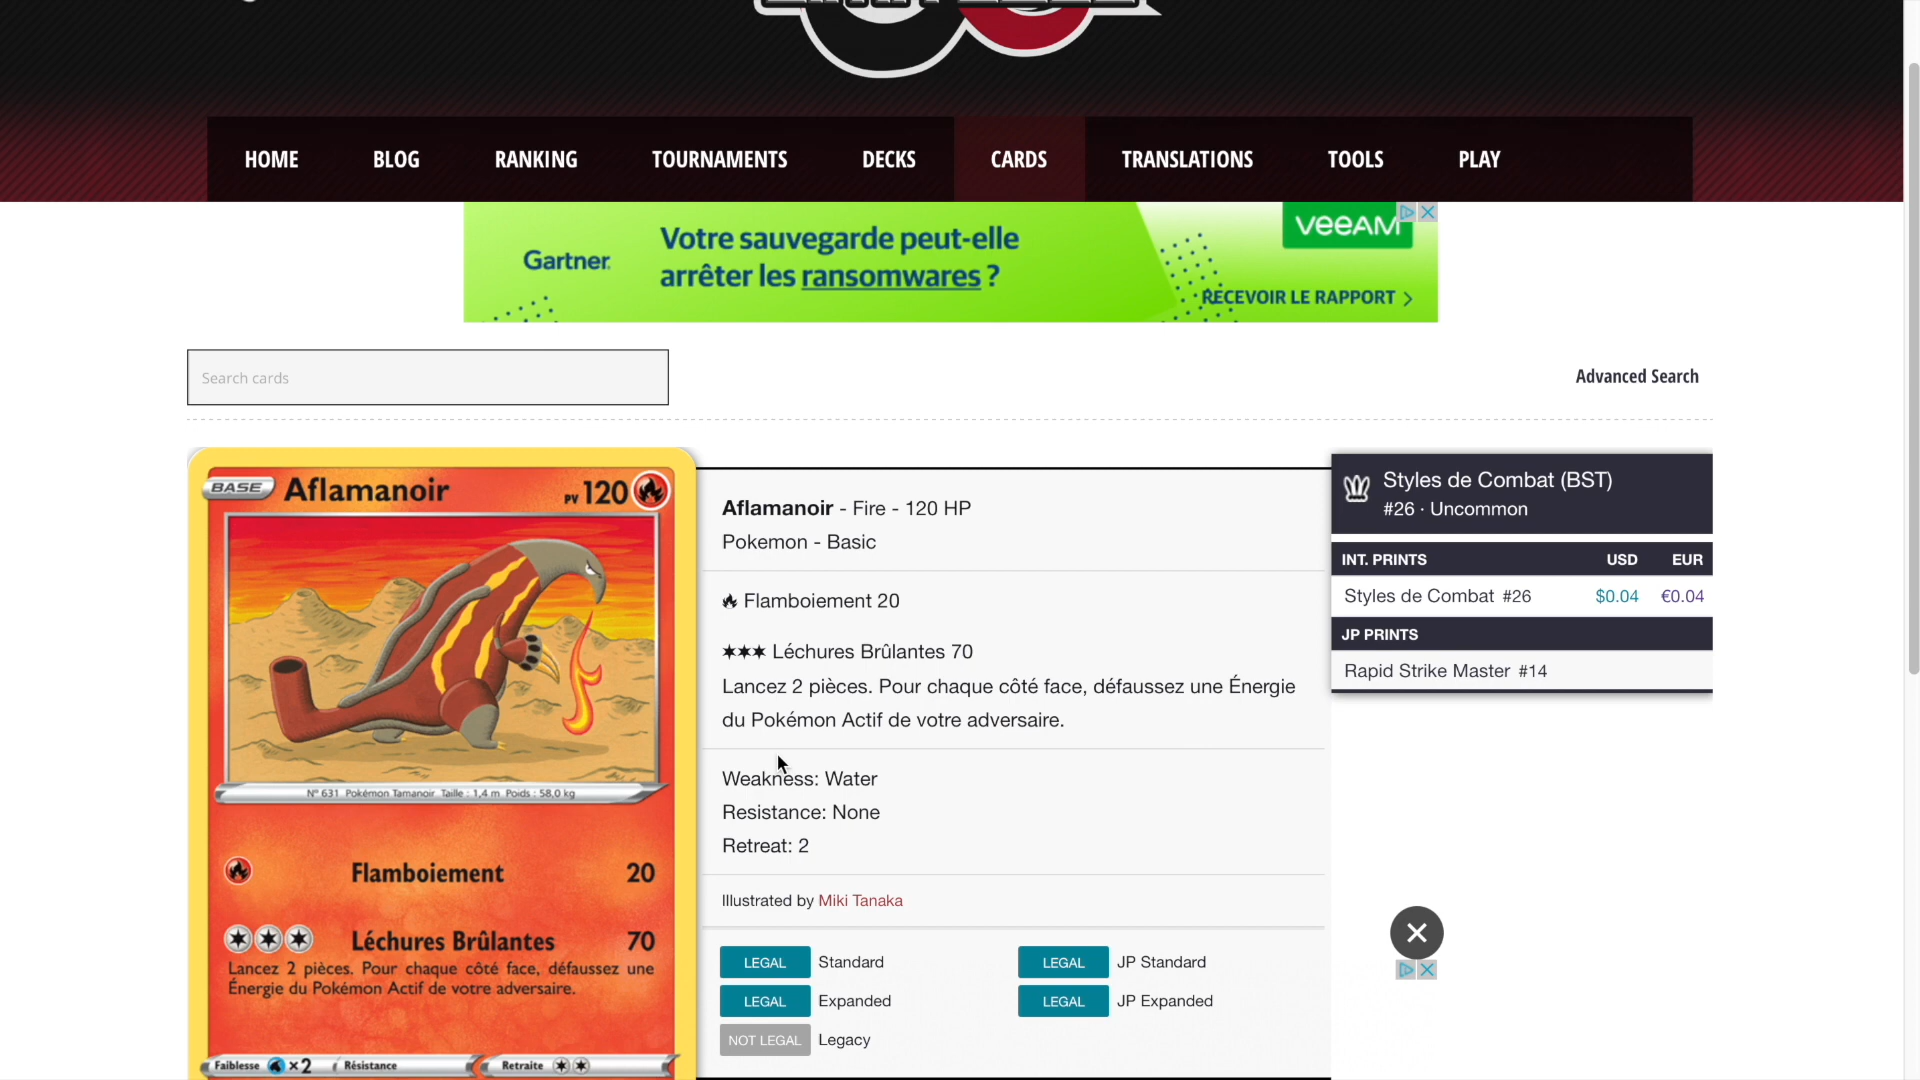 HOME BLOG RANKING TOURNAMENTS DECKS CARDS TRANSLATIONS TOOLS PLAY
Gartner.
Votre sauvegarde peut-elle
arrêter les ransomwares ?
veeam
RECEVOIR LE RAPPORT >
Search cards
Advanced Search
BASE Aflamanoir PV 120
N° 631 Pokémon Tamanoir Taille : 1,4 m Poids : 58,0 kg
Flamboiement 20
Léchures Brûlantes 70
Lancez 2 pièces. Pour chaque côté face, défaussez une
Énergie du Pokémon Actif de votre adversaire.
Faiblesse ×2 Résistance Retraite
Aflamanoir - Fire - 120 HP
Pokemon - Basic
Flamboiement 20
Léchures Brûlantes 70
Lancez 2 pièces. Pour chaque côté face, défaussez une Énergie
du Pokémon Actif de votre adversaire.
Weakness: Water
Resistance: None
Retreat: 2
Illustrated by Miki Tanaka
LEGAL Standard LEGAL JP Standard
LEGAL Expanded LEGAL JP Expanded
NOT LEGAL Legacy
Styles de Combat (BST)
#26 · Uncommon
INT. PRINTS USD EUR
Styles de Combat #26 $0.04 €0.04
JP PRINTS
Rapid Strike Master #14